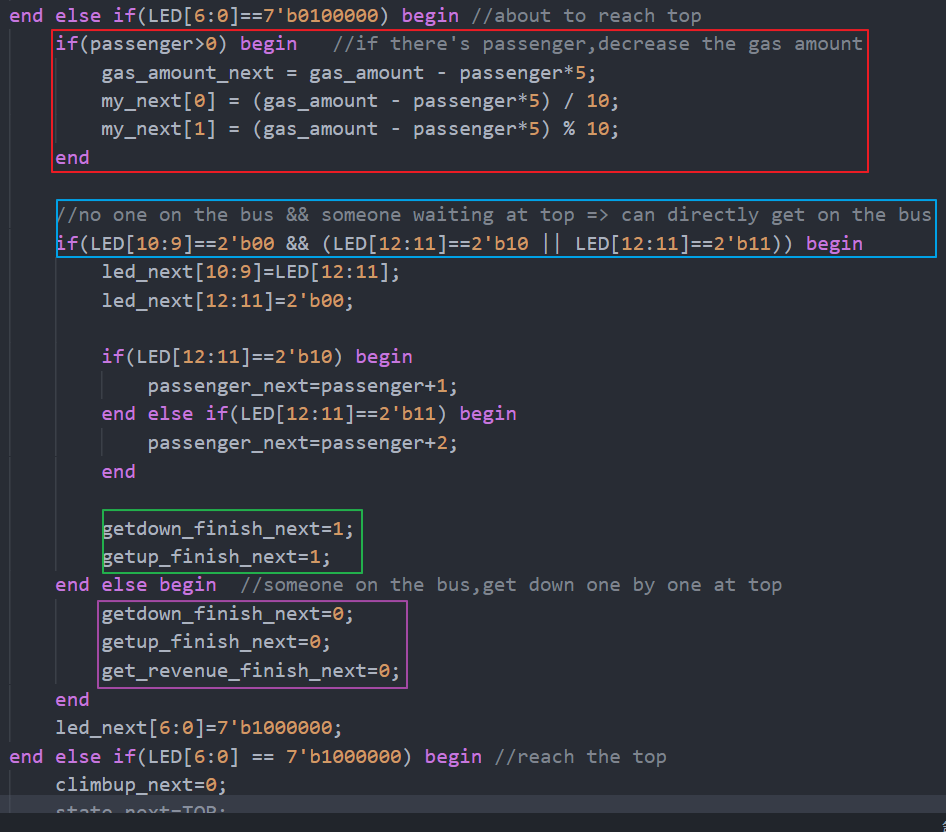 end else if(LED[6:0]==7'b0100000) begin //about to reach top
if(passenger>0) begin //if there's passenger,decrease the gas amount
gas_amount_next = gas_amount - passenger*5;
my_next[0] = (gas_amount - passenger*5) / 10;
my_next[1] = (gas_amount - passenger*5) % 10;
end
//no one on the bus && someone waiting at top => can directly get on the bus
if(LED[10:9]==2'b00 && (LED[12:11]==2'b10 || LED[12:11]==2'b11)) begin
led_next[10:9]=LED[12:11];
led_next[12:11]=2'b00;
if(LED[12:11]==2'b10) begin
passenger_next=passenger+1;
end else if(LED[12:11]==2'b11) begin
passenger_next=passenger+2;
end
getdown_finish_next=1;
getup_finish_next=1;
end else begin //someone on the bus,get down one by one at top
getdown_finish_next=0;
getup_finish_next=0;
get_revenue_finish_next=0;
end
led_next[6:0]=7'b1000000;
end else if(LED[6:0] == 7'b1000000) begin //reach the top
climbup_next=0;
state_next=TOP;